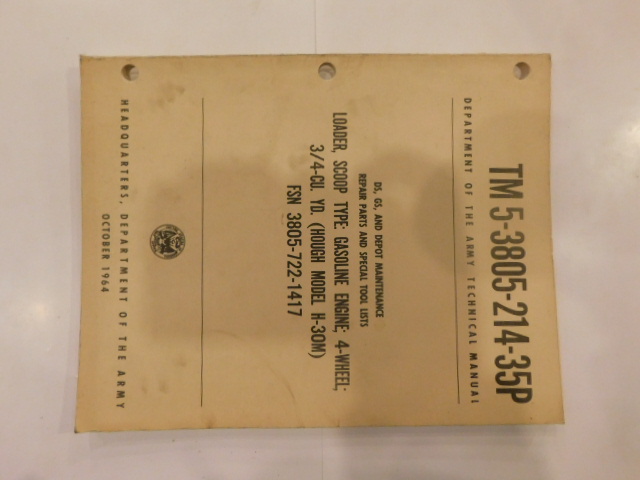 TM 5-3805-214-35P
DEPARTMENT OF THE ARMY TECHNICAL MANUAL
DS, GS, AND DEPOT MAINTENANCE
REPAIR PARTS AND SPECIAL TOOL LISTS
LOADER, SCOOP TYPE; GASOLINE ENGINE; 4-WHEEL;
3/4-CU. YD. (HOUGH MODEL H-30M)
FSN 3805-722-1417
HEADQUARTERS, DEPARTMENT OF THE ARMY
OCTOBER 1964